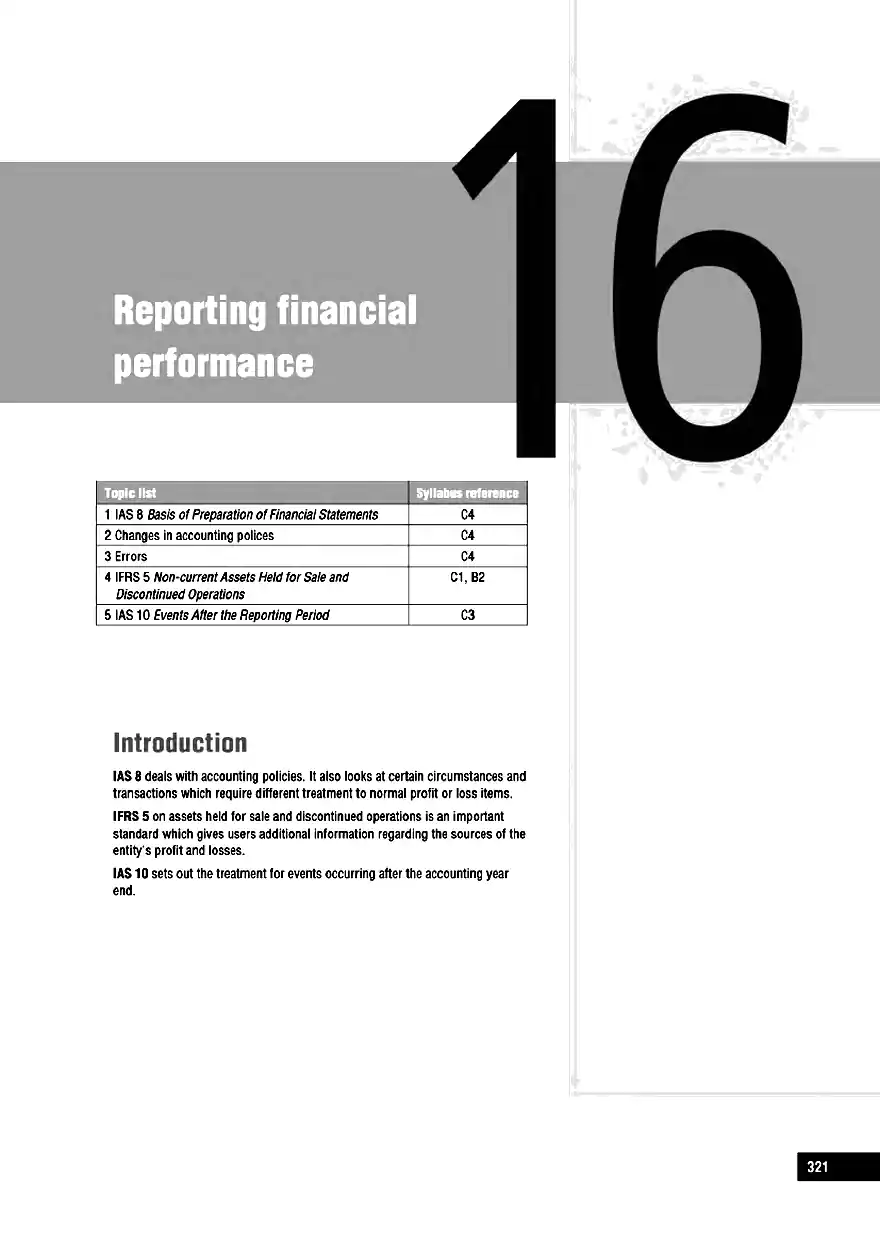 16
Reporting financial
performance
Topic list Syllabus reference
1 IAS 8 Basis of Preparation of Financial Statements C4
2 Changes in accounting polices C4
3 Errors C4
4 IFRS 5 Non-current Assets Held for Sale and C1, B2
Discontinued Operations
5 IAS 10 Events After the Reporting Period C3
Introduction
IAS 8 deals with accounting policies. It also looks at certain circumstances and
transactions which require different treatment to normal profit or loss items.
IFRS 5 on assets held for sale and discontinued operations is an important
standard which gives users additional information regarding the sources of the
entity's profit and losses.
IAS 10 sets out the treatment for events occurring after the accounting year
end.
321